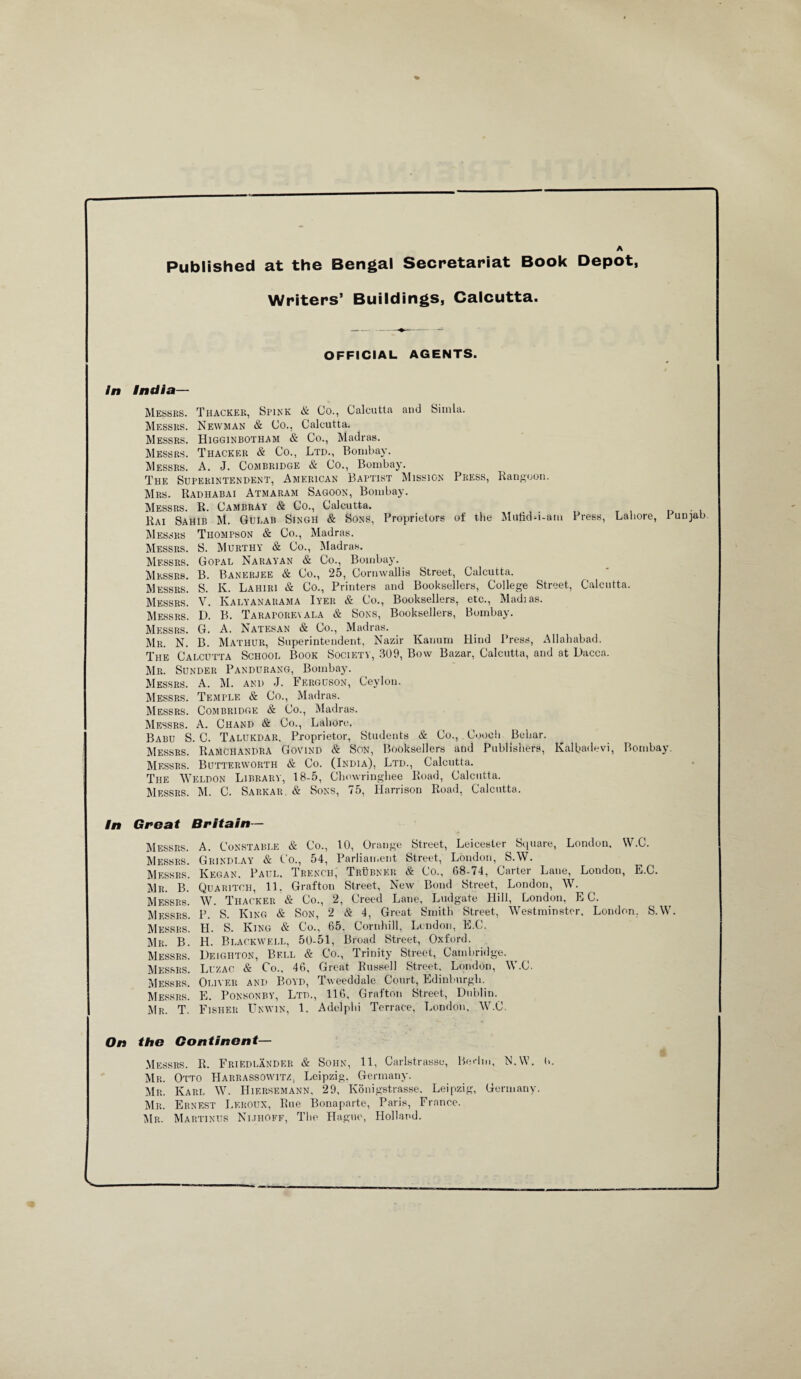 Published at the Bengal Secretariat Book Depot,
Writers' Buildings, Calcutta.
OFFICIAL AGENTS.
In India—
Messrs. Thacker, Spink & Co., Calcutta and Simla.
Messrs. Newman & Co., Calcutta.
Messrs. Higginbotham & Co., Madras.
Messrs. Thacker & Co., Ltd., Bombay.
Messrs. A. J. Combridge & Co., Bombay.
The Superintendent, American Baptist Mission Press, Rangoon.
Mrs. Radhabai Atmaram Sagoon, Bombay.
Messrs. R. Cambray & Co., Calcutta.
Rai Sahib M. Gulab Singh & Sons, Proprietors of the Mufid-i-am Press, Lahore, Punjab.
Messrs Thompson & Co., Madras.
Messrs. S. Murthy & Co., Madras.
Messrs. Gopal Narayan & Co., Bombay.
Messrs. B. Banerjee & Co., 25, Cornwallis Street, Calcutta.
Messrs. S. K. Lahiri & Co., Printers and Booksellers, College Street, Calcutta.
Messrs. V. Kalyanarama Iyer & Co., Booksellers, etc., Madras.
Messrs. D. B. Taraporevala & Sons, Booksellers, Bombay.
Messrs. G. A. Natesan & Co., Madras.
Mr. N. B. Mathur, Superintendent, Nazir Kanum Hind Press, Allahabad.
The Calcutta School Book Society, 309, Bow Bazar, Calcutta, and at Dacca.
Mr. Sunder Pandurang, Bombay.
Messrs. A. M. and J. Ferguson, Ceylon.
Messrs. Temple & Co., Madras.
Messrs. Combridge & Co., Madras.
Messrs. A. Chand & Co., Lahore.
Babu S. C. Talukdar, Proprietor, Students & Co., Cooch Behar.
Messrs. Ramchandra Govind & Son, Booksellers and Publishers, Kalbadevi, Bombay.
Messrs. Butterworth & Co. (India), Ltd., Calcutta.
The Weldon Library, 18-5, Chowringhee Road, Calcutta.
Messrs. M. C. Sarkar & Sons, 75, Harrison Road, Calcutta.
In Great Britain—
Messrs. A. Constable & Co., 10, Orange Street, Leicester Square, London, W.C.
Messrs. Grindlay & Co., 54, Parliament Street, London, S.W.
Messrs. Kegan, Paul, Trench, Trübner & Co., 68-74, Carter Lane, London, E.C.
Mr. B. Quaritch, 11, Grafton Street, New Bond Street, London, W.
Messrs. W. Thacker & Co., 2, Creed Lane, Ludgate Hill, London, E C.
Messrs. P. S. King & Son, 2 & 4, Great Smith Street, Westminster, London, S.W.
Messrs. H. S. King & Co., 65, Cornhill, London, E.C.
Mr. B. H. Blackwell, 50-51, Broad Street, Oxford.
Messrs. Deighton, Bell & Co., Trinity Street, Cambridge.
Messrs. Luzac & Co., 46, Great Russell Street, London, W.C.
Messrs. Oliver and Boyd, Tweeddale Court, Edinburgh.
Messrs. E. Ponsonby, Ltd., 116, Grafton Street, Dublin.
Mr. T. Fisher Unwin, 1, Adelphi Terrace, London, W.C.
On the Continent—
Messrs. R. Friedländer & Sohn, 11, Carlstrasse, Berlin, N.W. 6.
Mr. Otto Harrassowitz, Leipzig, Germany.
Mr. Karl W. Hiersemann, 29, Königstrasse, Leipzig, Germany.
Mr. Ernest Leroux, Rue Bonaparte, Paris, France.
Mr. Martinus Nijhoff, The Hague, Holland.